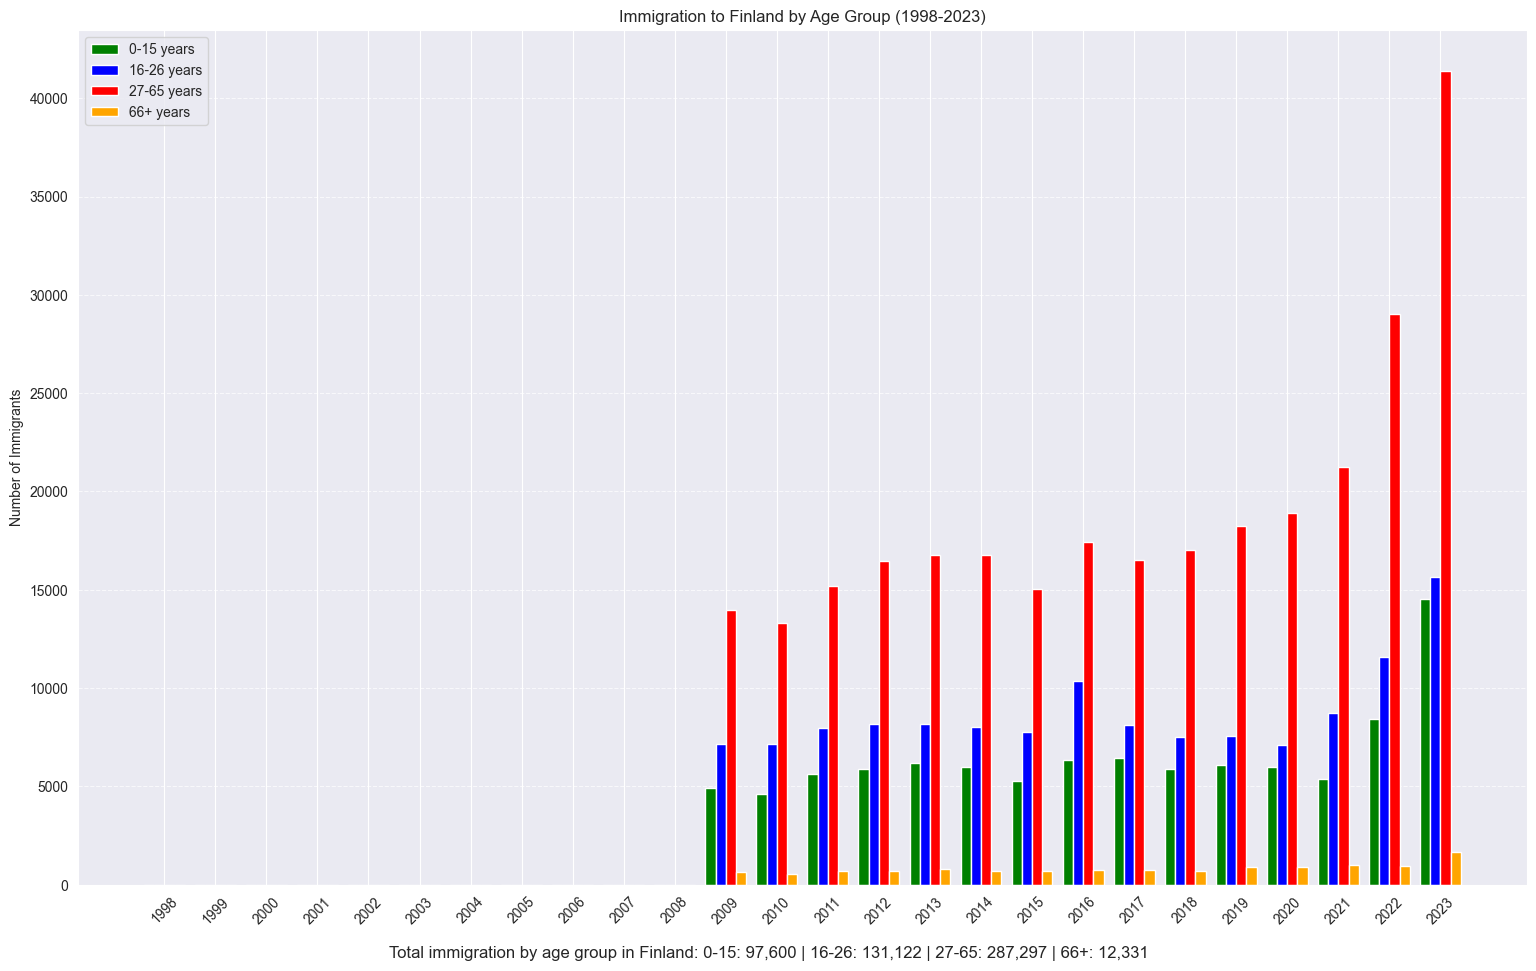 Immigration to Finland by Age Group (1998-2023)
0-15 years
16-26 years
27-65 years
66+ years
Number of Immigrants
40000
35000
30000
25000
20000
15000
10000
5000
0
1998 1999 2000 2001 2002 2003 2004 2005 2006 2007 2008 2009 2010 2011 2012 2013 2014 2015 2016 2017 2018 2019 2020 2021 2022 2023
Total immigration by age group in Finland: 0-15: 97,600 | 16-26: 131,122 | 27-65: 287,297 | 66+: 12,331